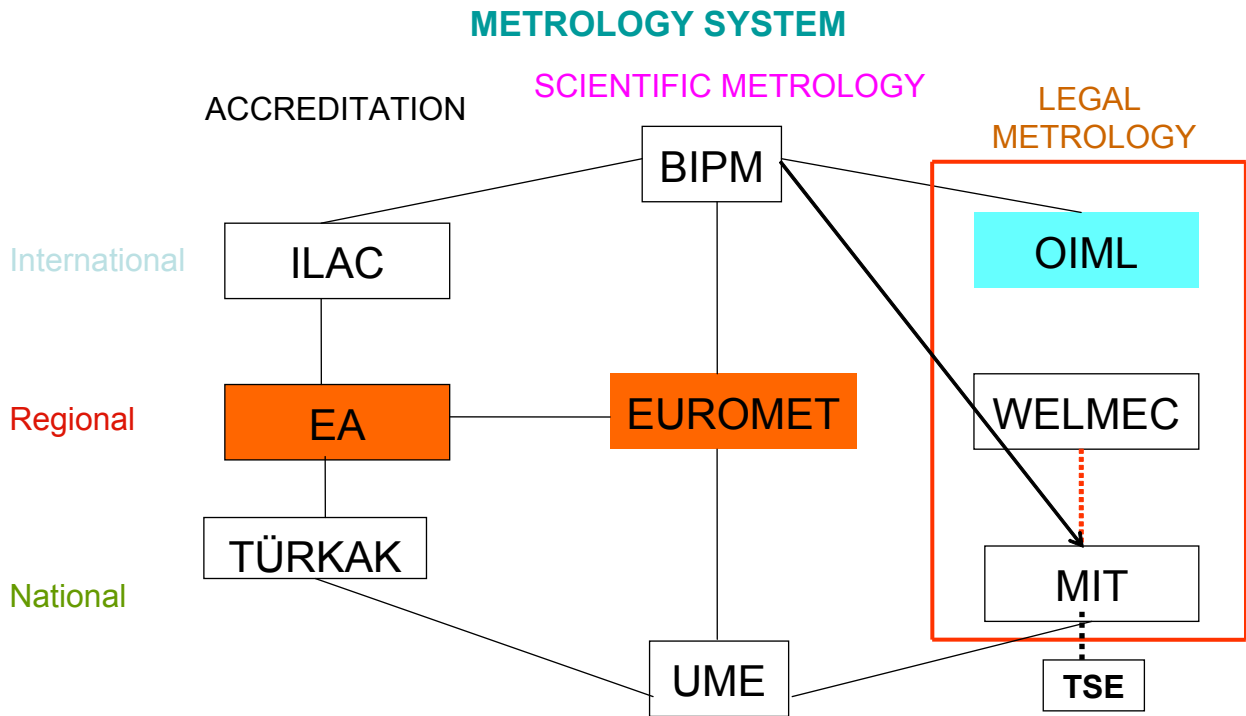 METROLOGY SYSTEM
SCIENTIFIC METROLOGY
ACCREDITATION
LEGAL
METROLOGY
BIPM
International
ILAC
OIML
Regional
EA
EUROMET
WELMEC
TÜRKAK
National
MIT
UME
TSE